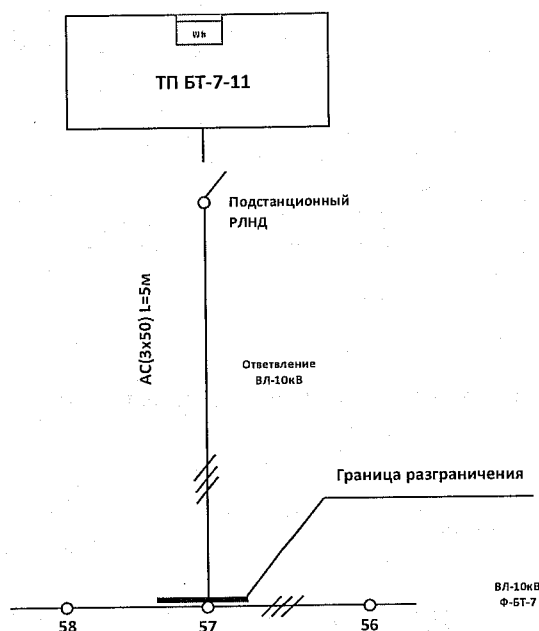 Wh
ТП БТ-7-11
Подстанционный
РЛНД
АС(3х50) L=5м
Ответвление
ВЛ-10кВ
Граница разграничения
ВЛ-10кВ
Ф-БТ-7
58
57
56